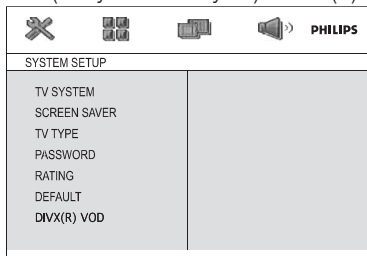 PHILIPS
SYSTEM SETUP
TV SYSTEM
SCREEN SAVER
TV TYPE
PASSWORD
RATING
DEFAULT
DIVX(R) VOD